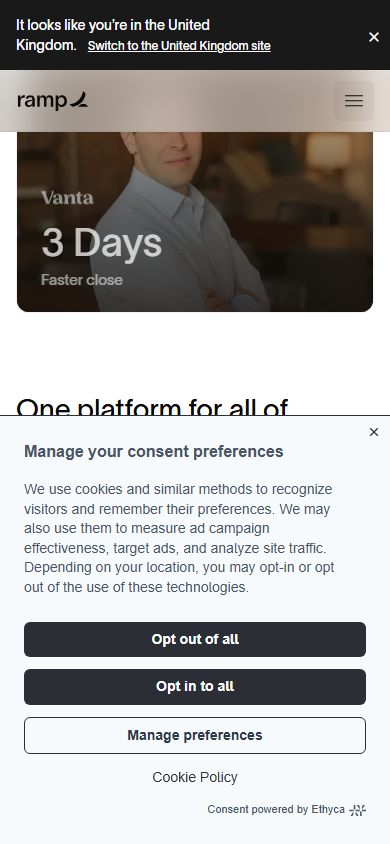 It looks like you're in the United
Kingdom. Switch to the United Kingdom site
ramp
Vanta
3 Days
Faster close
One platform for all of
Manage your consent preferences
We use cookies and similar methods to recognize
visitors and remember their preferences. We may
also use them to measure ad campaign
effectiveness, target ads, and analyze site traffic.
Depending on your location, you may opt-in or opt
out of the use of these technologies.
Opt out of all
Opt in to all
Manage preferences
Cookie Policy
Consent powered by Ethyca